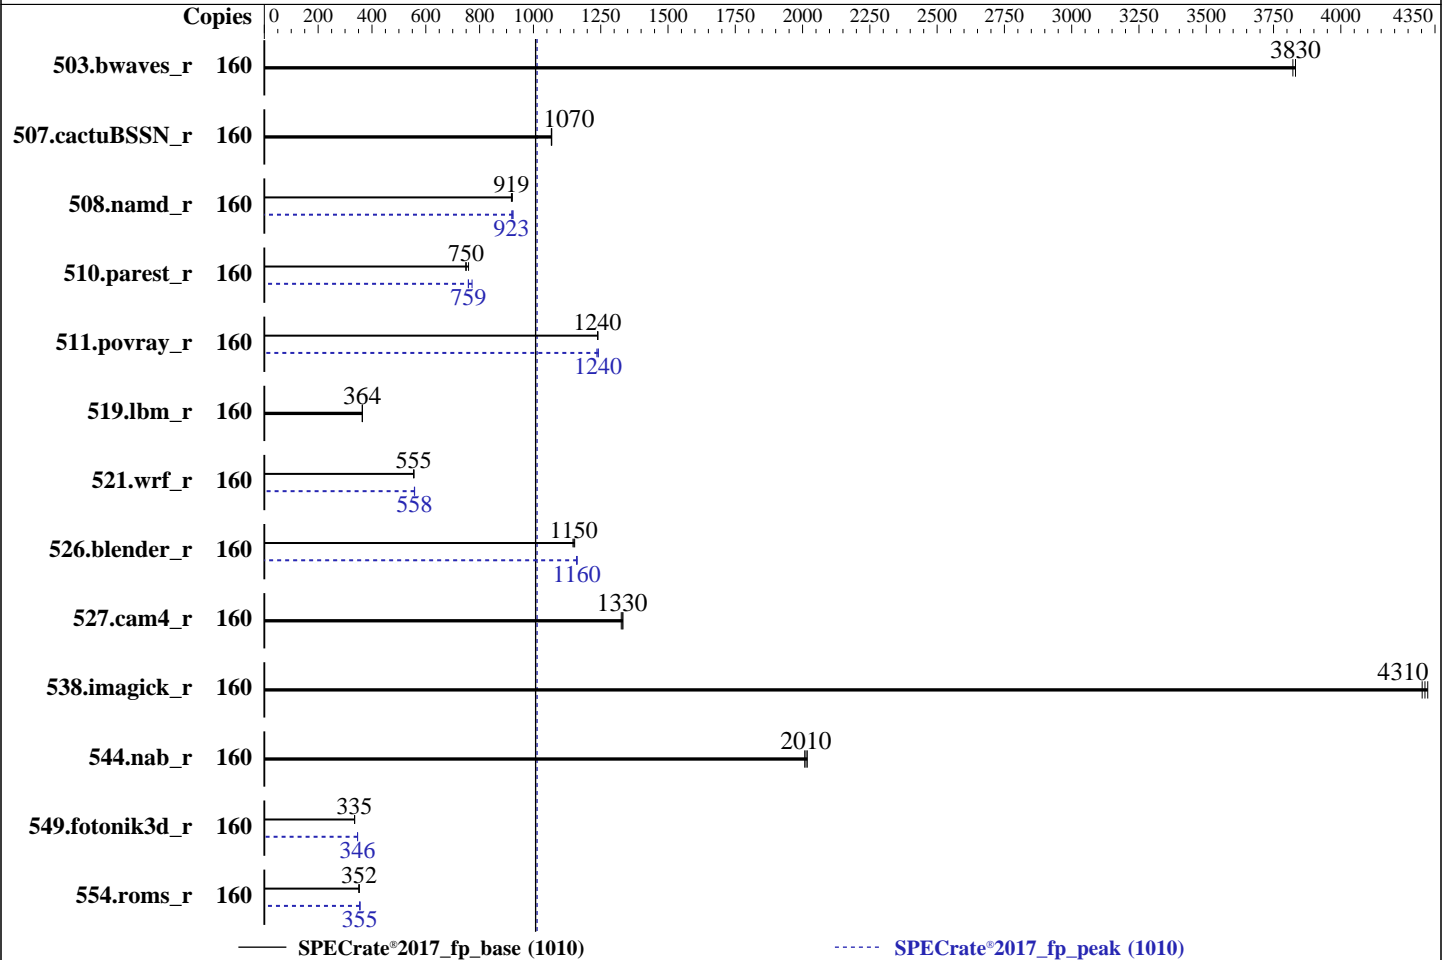 Copies 0 200 400 600 800 1000 1250 1500 1750 2000 2250 2500 2750 3000 3250 3500 3750 4000 4350
3830
503.bwaves_r 160
1070
507.cactuBSSN_r 160
919
508.namd_r 160
923
750
510.parest_r 160
759
1240
511.povray_r 160
1240
364
519.lbm_r 160
555
521.wrf_r 160
558
1150
526.blender_r 160
1160
1330
527.cam4_r 160
4310
538.imagick_r 160
2010
544.nab_r 160
335
549.fotonik3d_r 160
346
352
554.roms_r 160
355
SPECrate®2017_fp_base (1010) SPECrate®2017_fp_peak (1010)